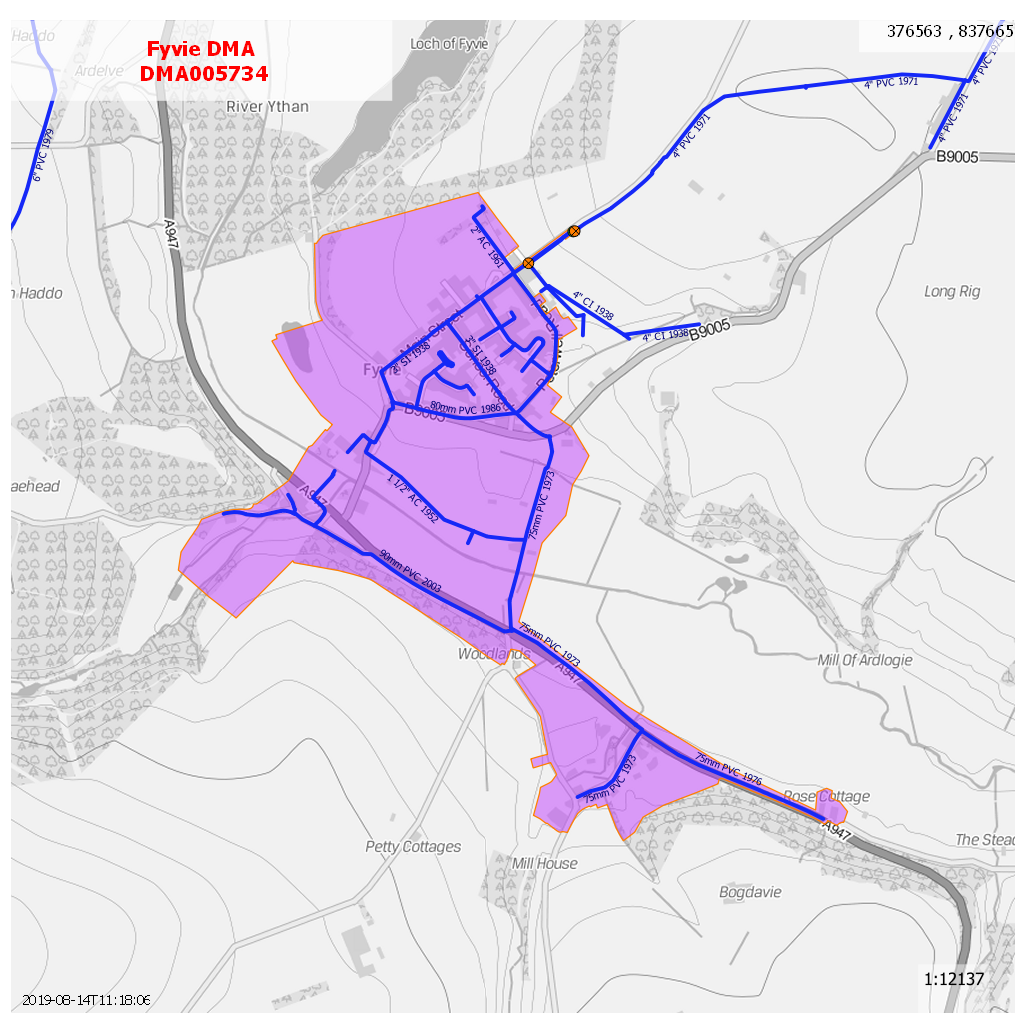 Fyvie DMA
DMA005734
376563 , 837665
Haddo
Ardelve
Loch of Fyvie
River Ythan
4" PVC 1971
4" PVC 1971
4" PVC 1971
4" PVC 1971
6" PVC 1979
B9005
A947
2" AC 1961
n Haddo
Long Rig
4" CI 1938
4" CI 1938
B9005
Main Street
3" SI 1938
3" SI 1938
School Road
Fyvie
80mm PVC 1986
B9005
aehead
A947
1 1/2" AC 1952
75mm PVC 1973
90mm PVC 2003
75mm PVC 1973
Woodlands
A947
Mill Of Ardlogie
75mm PVC 1973
75mm PVC 1976
Rose Cottage
A947
Petty Cottages
Mill House
The Stead
Bogdavie
1:12137
2019-08-14T11:18:06